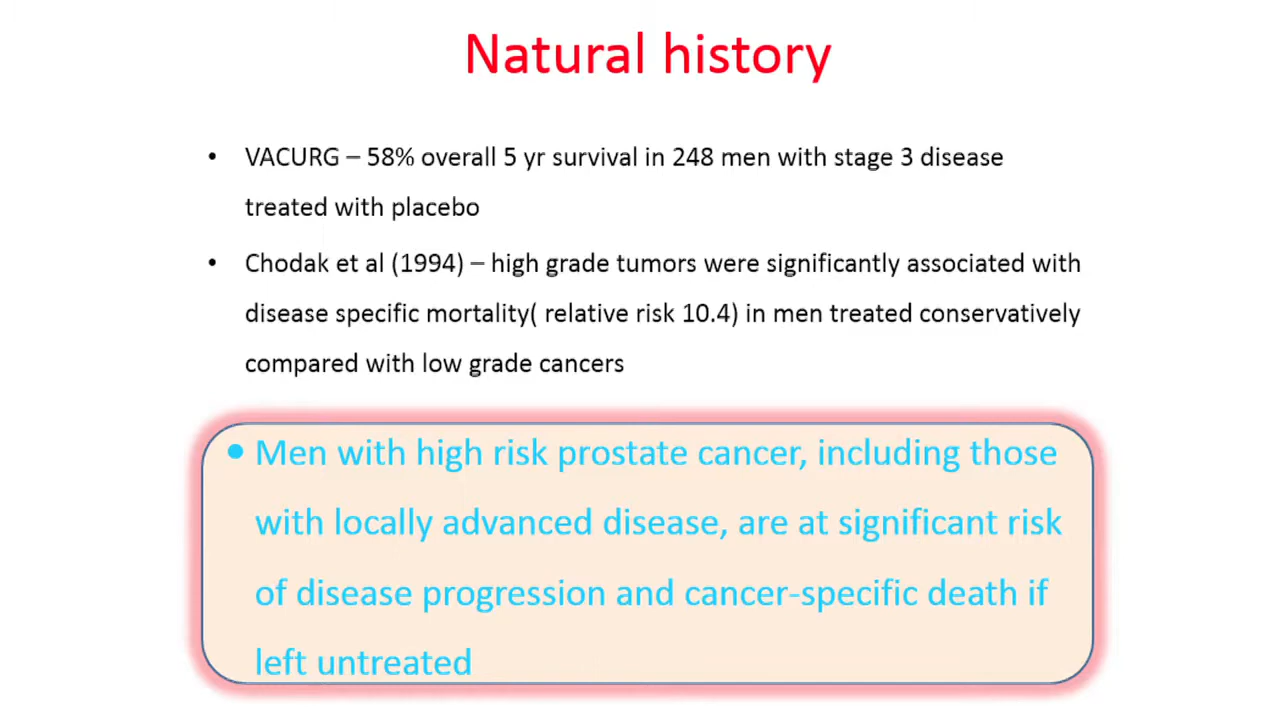 Natural history
• VACURG – 58% overall 5 yr survival in 248 men with stage 3 disease
treated with placebo
• Chodak et al (1994) – high grade tumors were significantly associated with
disease specific mortality( relative risk 10.4) in men treated conservatively
compared with low grade cancers
• Men with high risk prostate cancer, including those
with locally advanced disease, are at significant risk
of disease progression and cancer-specific death if
left untreated